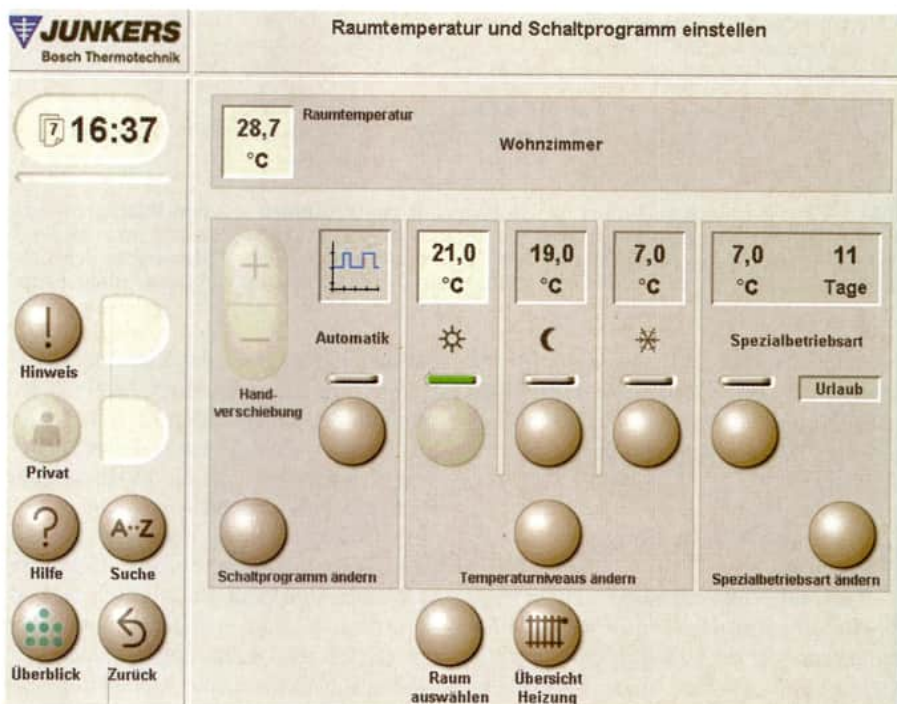 JUNKERS
Bosch Thermotechnik
Raumtemperatur und Schaltprogramm einstellen
7 16:37
28,7 °C
Raumtemperatur
Wohnzimmer
+
−
Hand-
verschiebung
Automatik
21,0
°C
19,0
°C
7,0
°C
7,0
°C
11
Tage
Spezialbetriebsart
Urlaub
Schaltprogramm ändern
Temperaturniveaus ändern
Spezialbetriebsart ändern
!
Hinweis
Privat
?
Hilfe
A··Z
Suche
Überblick
Zurück
Raum
auswählen
Übersicht
Heizung